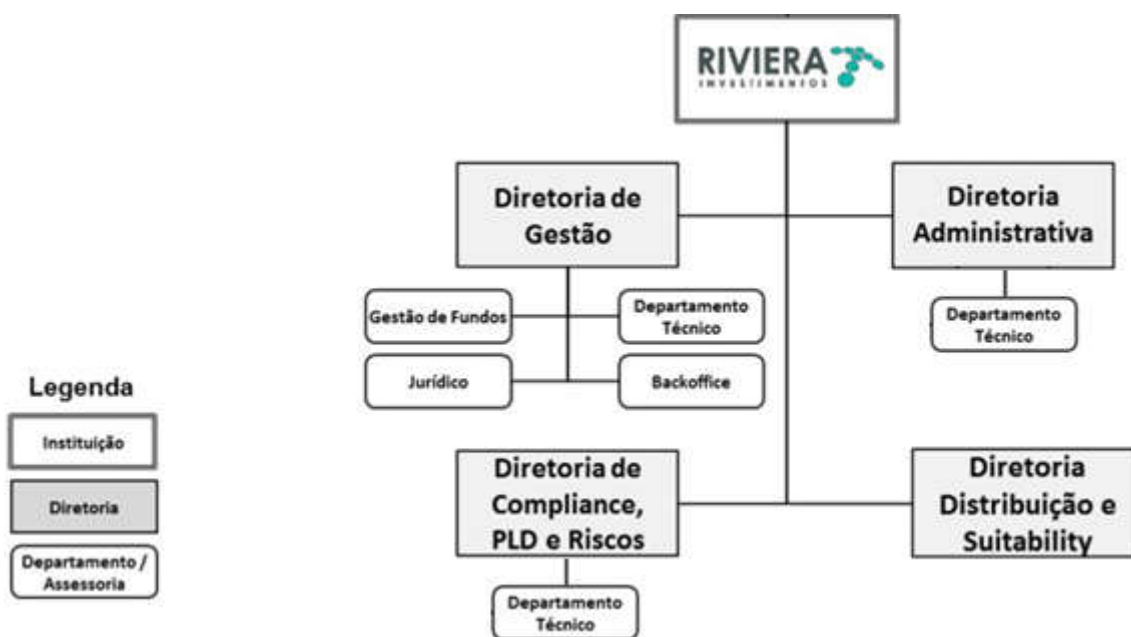 RIVIERA
INVESTIMENTOS
Diretoria de
Gestão
Diretoria
Administrativa
Gestão de Fundos
Departamento
Técnico
Departamento
Técnico
Jurídico
Backoffice
Legenda
Instituição
Diretoria
Departamento /
Assessoria
Diretoria de
Compliance,
PLD e Riscos
Diretoria
Distribuição e
Suitability
Departamento
Técnico